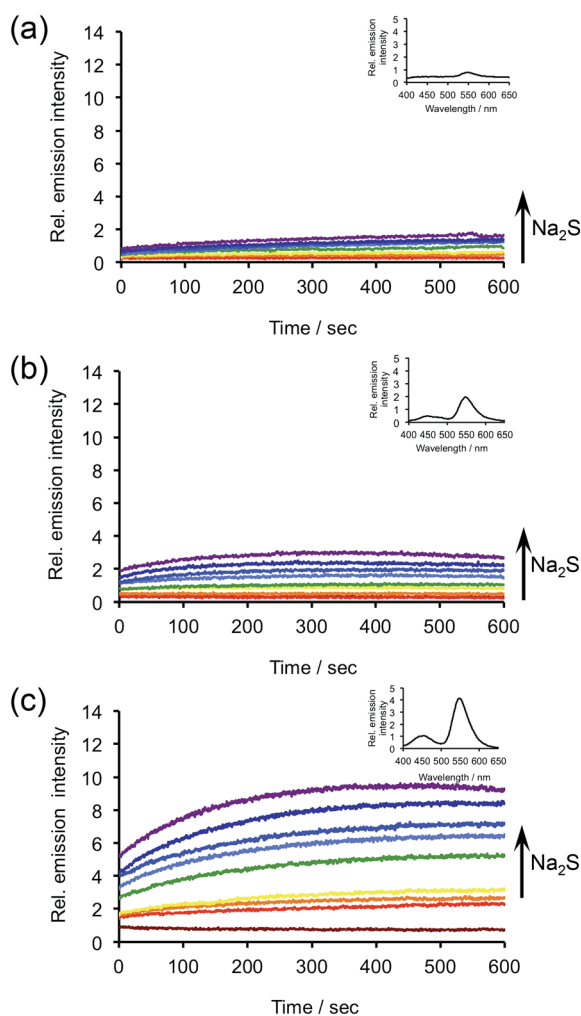 (a)
Rel. emission intensity
14
12
10
8
6
4
2
0
0 100 200 300 400 500 600
Time / sec
Rel. emission
intensity
5
4
3
2
1
0
400 450 500 550 600 650
Wavelength / nm
Na2S
(b)
Rel. emission intensity
14
12
10
8
6
4
2
0
0 100 200 300 400 500 600
Time / sec
Rel. emission
intensity
5
4
3
2
1
0
400 450 500 550 600 650
Wavelength / nm
Na2S
(c)
Rel. emission intensity
14
12
10
8
6
4
2
0
0 100 200 300 400 500 600
Time / sec
Rel. emission
intensity
5
4
3
2
1
0
400 450 500 550 600 650
Wavelength / nm
Na2S